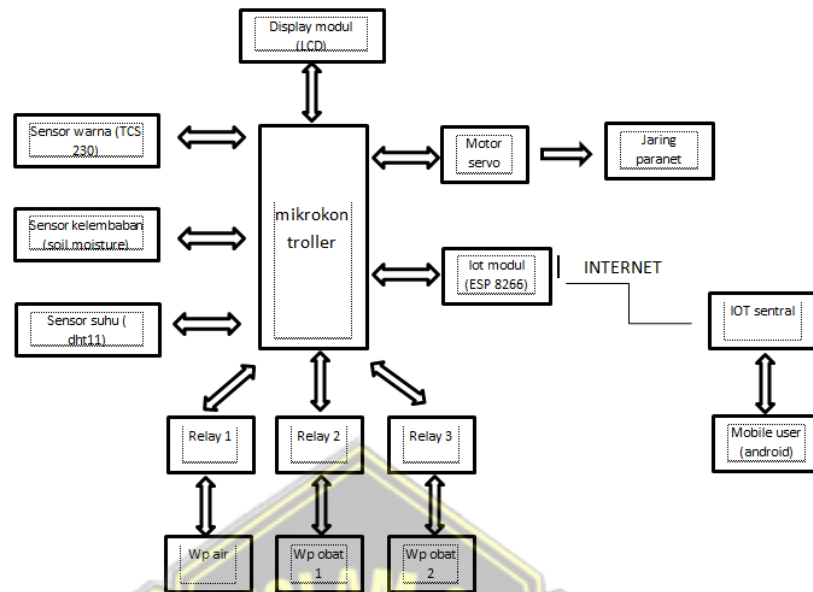 Display modul
(LCD)
Sensor warna (TCS
230)
Motor
servo
Jaring
paranet
mikrokon
troller
Sensor kelembaban
(soil moisture)
Iot modul
(ESP 8266)
INTERNET
Sensor suhu (
dht11)
IOT sentral
Relay 1
Relay 2
Relay 3
Mobile user
(android)
Wp air
Wp obat
1
Wp obat
2